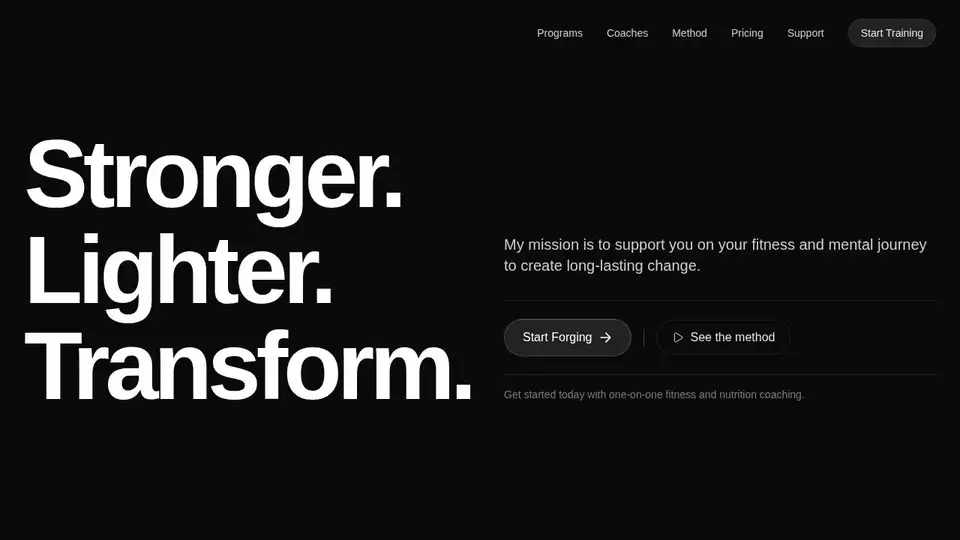 Programs
Coaches
Method
Pricing
Support
Start Training
Stronger.
Lighter.
Transform.
My mission is to support you on your fitness and mental journey
to create long-lasting change.
Start Forging
See the method
Get started today with one-on-one fitness and nutrition coaching.